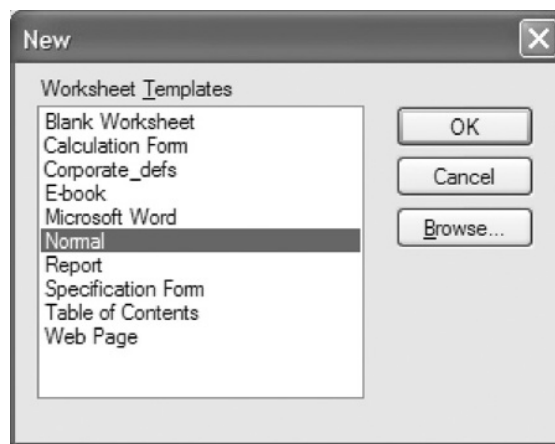 New
Worksheet Templates
Blank Worksheet
Calculation Form
Corporate_defs
E-book
Microsoft Word
Normal
Report
Specification Form
Table of Contents
Web Page
OK
Cancel
Browse...